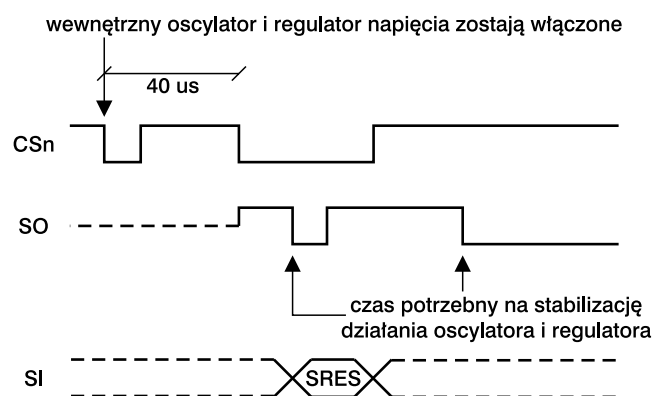 wewnętrzny oscylator i regulator napięcia zostają włączone
40 us
CSn
SO
czas potrzebny na stabilizację
działania oscylatora i regulatora
SI
SRES